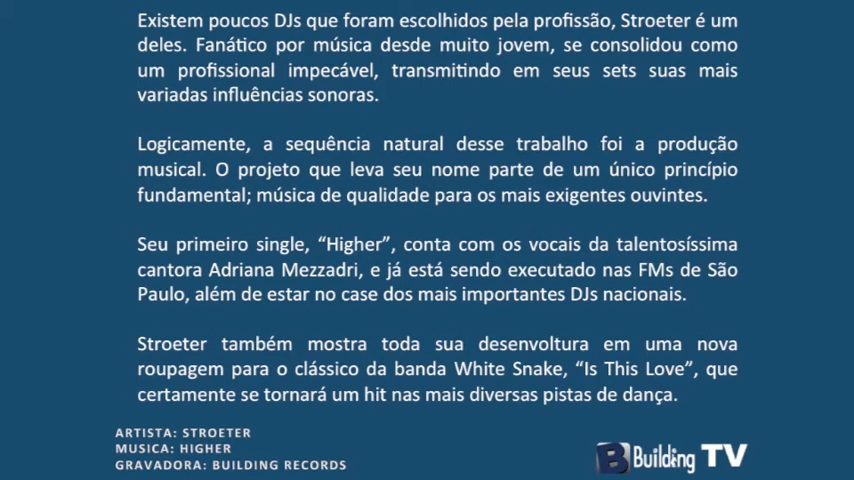 Existem poucos DJs que foram escolhidos pela profissão, Stroeter é um
deles. Fanático por música desde muito jovem, se consolidou como
um profissional impecável, transmitindo em seus sets suas mais
variadas influências sonoras.
Logicamente, a sequência natural desse trabalho foi a produção
musical. O projeto que leva seu nome parte de um único princípio
fundamental; música de qualidade para os mais exigentes ouvintes.
Seu primeiro single, “Higher”, conta com os vocais da talentosíssima
cantora Adriana Mezzadri, e já está sendo executado nas FMs de São
Paulo, além de estar no case dos mais importantes DJs nacionais.
Stroeter também mostra toda sua desenvoltura em uma nova
roupagem para o clássico da banda White Snake, “Is This Love”, que
certamente se tornará um hit nas mais diversas pistas de dança.
ARTISTA: STROETER
MUSICA: HIGHER
GRAVADORA: BUILDING RECORDS
B Building TV